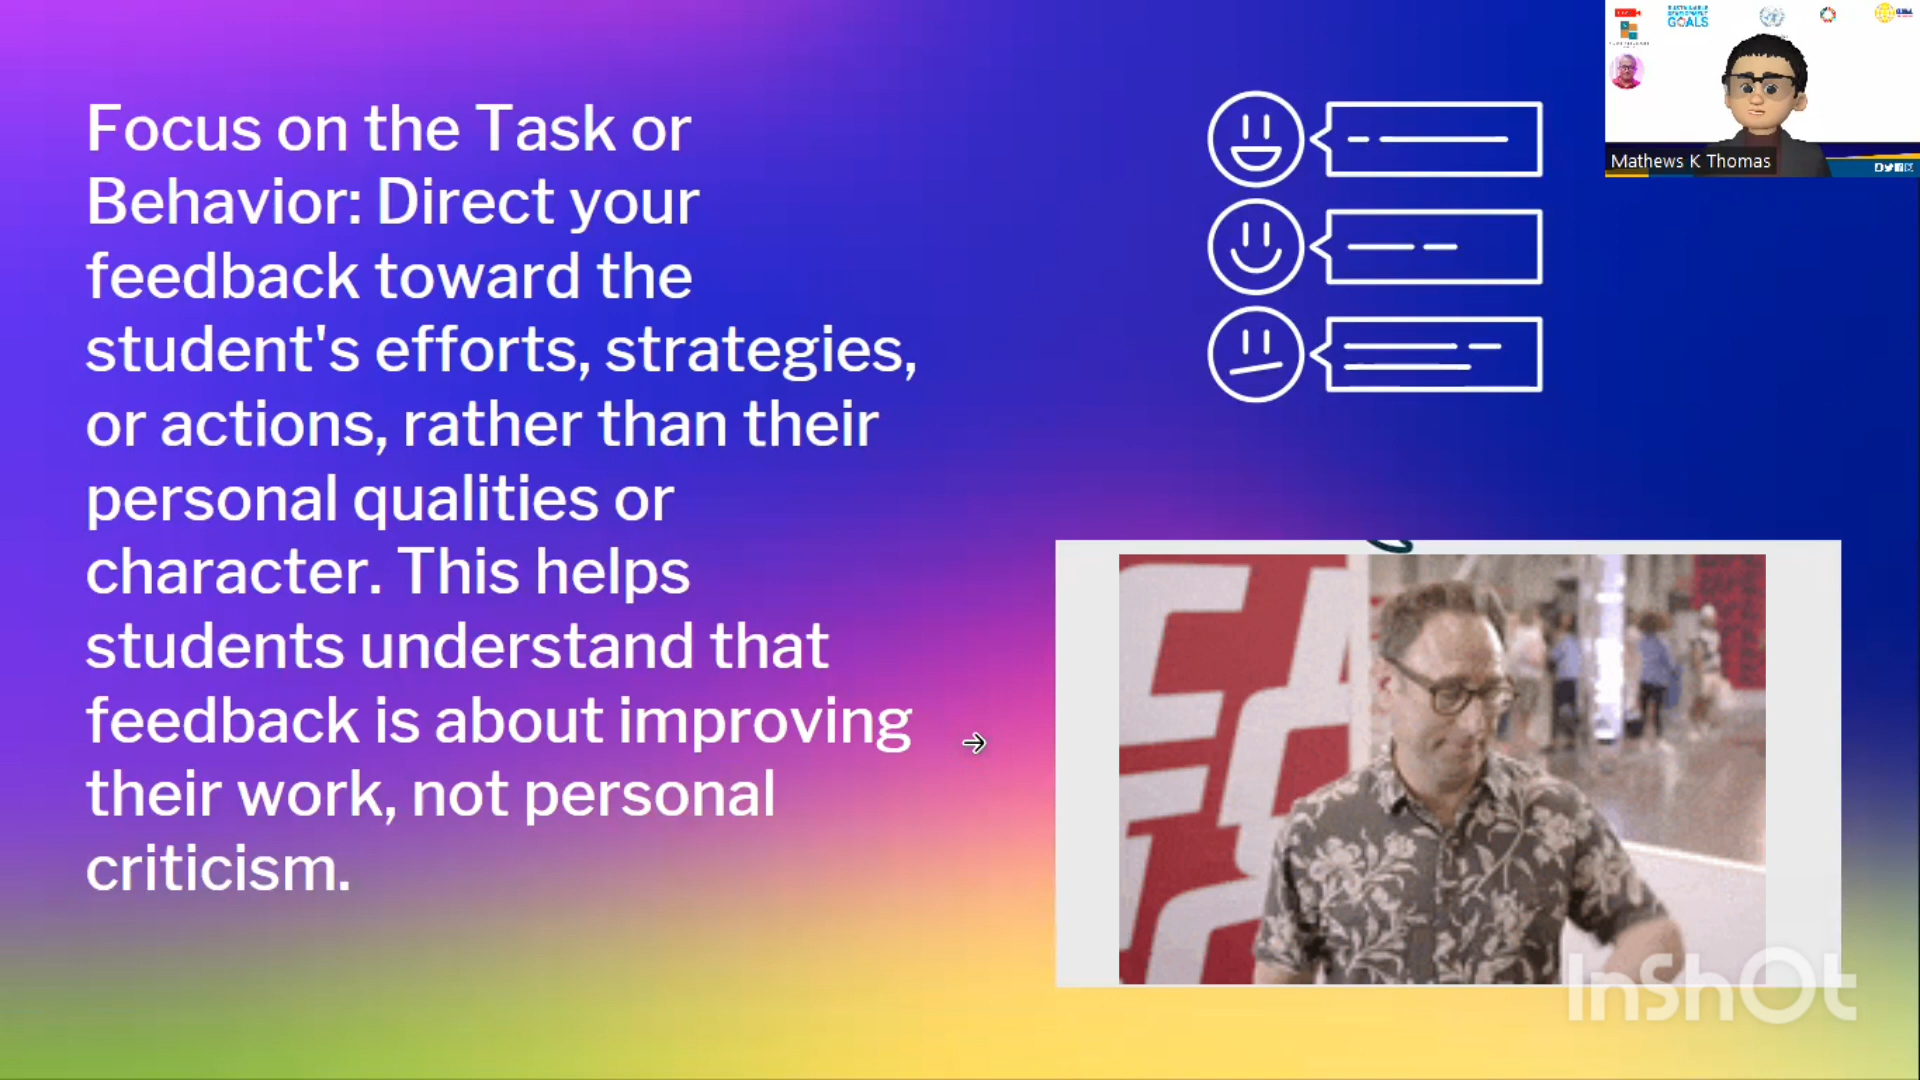 Focus on the Task or
Behavior: Direct your
feedback toward the
student's efforts, strategies,
or actions, rather than their
personal qualities or
character. This helps
students understand that
feedback is about improving
their work, not personal
criticism.
GOALS
Mathews K Thomas
InShOt